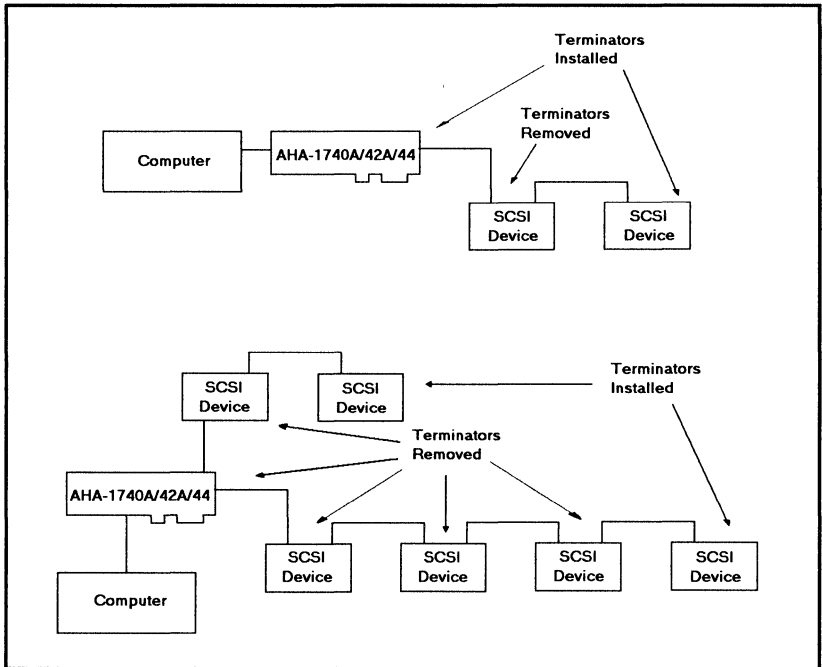 Terminators
Installed
Terminators
Removed
Computer
AHA-1740A/42A/44
SCSI
Device
SCSI
Device
SCSI
Device
SCSI
Device
Terminators
Installed
Terminators
Removed
AHA-1740A/42A/44
SCSI
Device
SCSI
Device
SCSI
Device
SCSI
Device
Computer